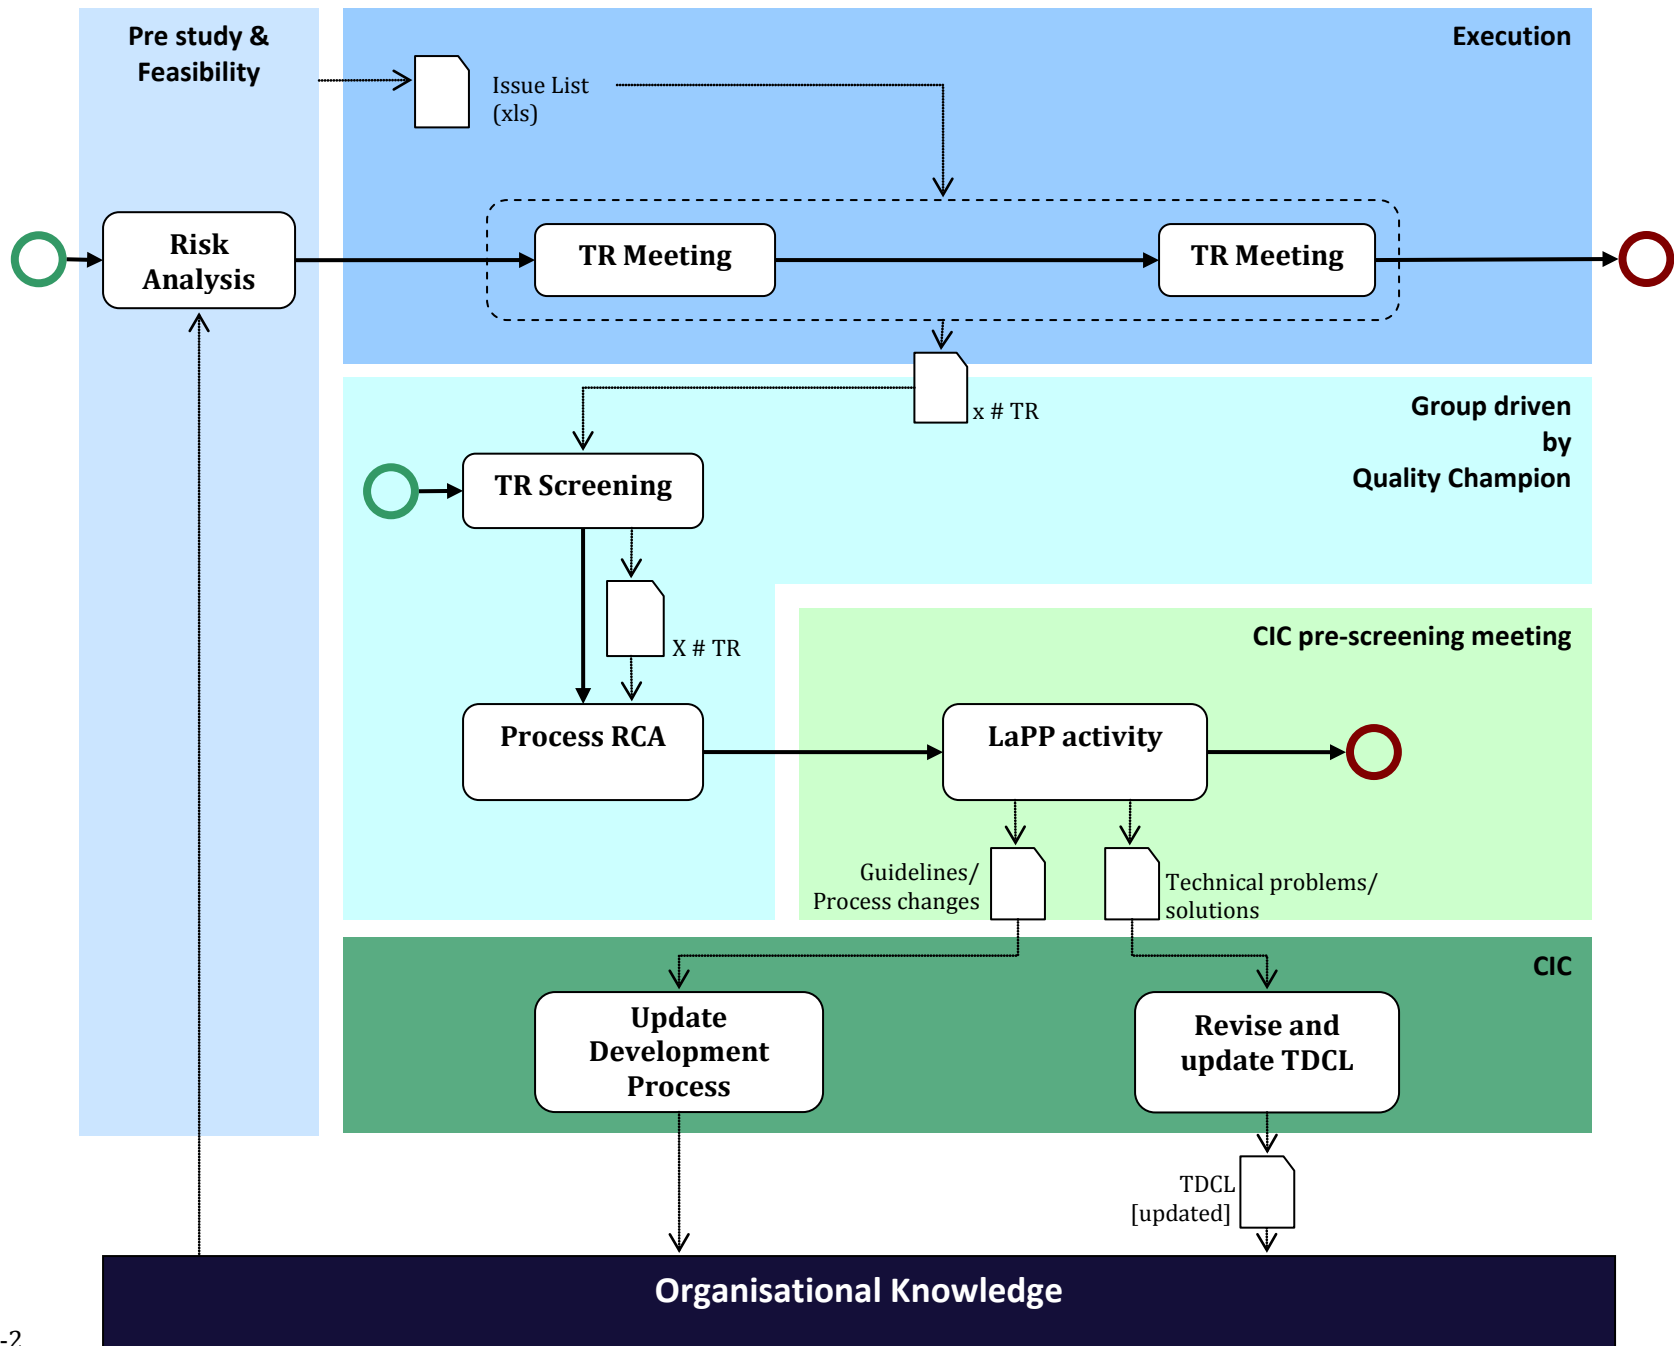 Pre study &
Feasibility
Execution
Issue List
(xls)
Risk
Analysis
TR Meeting
TR Meeting
x # TR
Group driven
by
Quality Champion
TR Screening
X # TR
CIC pre-screening meeting
Process RCA
LaPP activity
Guidelines/
Process changes
Technical problems/
solutions
CIC
Update
Development
Process
Revise and
update TDCL
TDCL
[updated]
Organisational Knowledge
-2